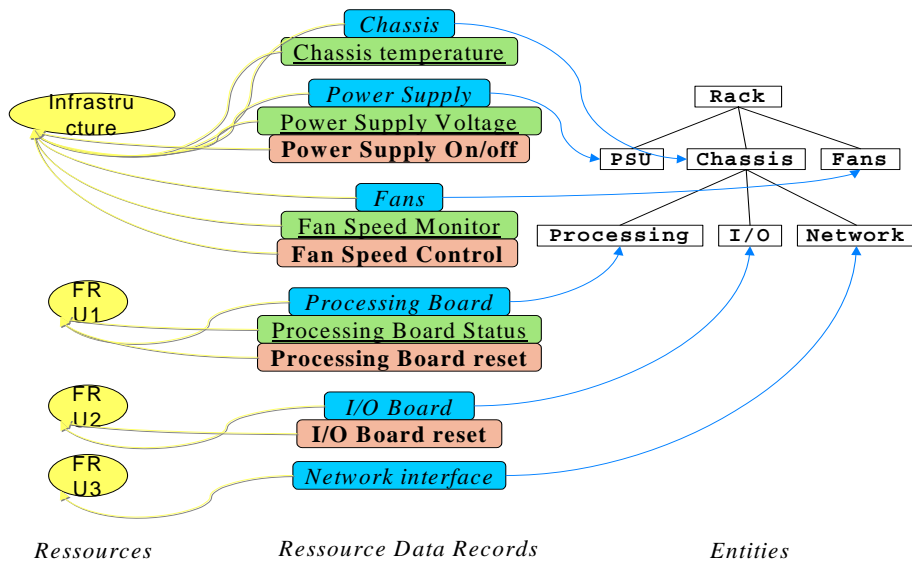 Chassis
Chassis temperature
Infrastru
cture
Power Supply
Power Supply Voltage
Power Supply On/off
Fans
Fan Speed Monitor
Fan Speed Control
FR
U1
Processing Board
Processing Board Status
Processing Board reset
FR
U2
I/O Board
I/O Board reset
FR
U3
Network interface
Rack
PSU
Chassis
Fans
Processing
I/O
Network
Ressources
Ressource Data Records
Entities